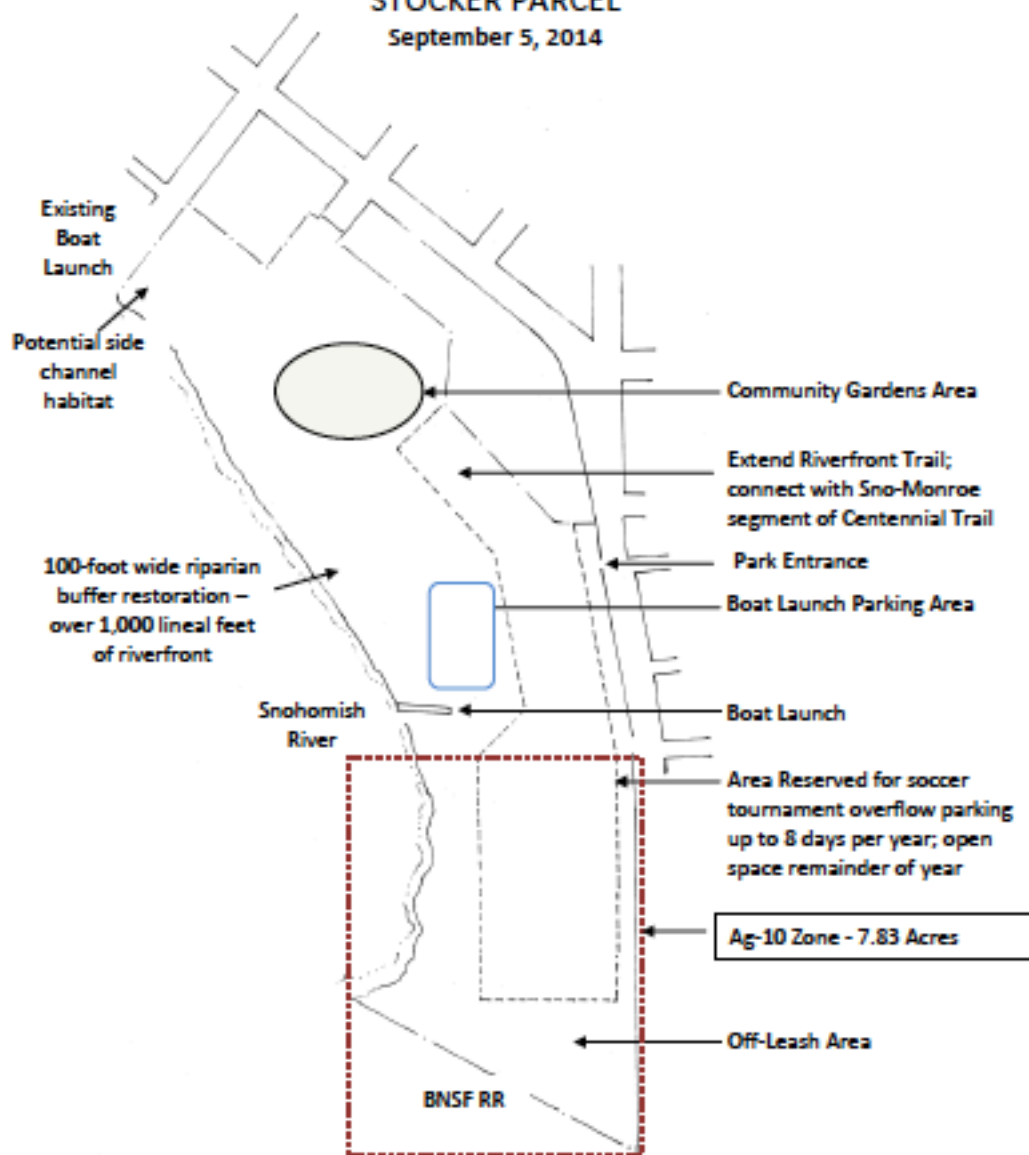 STOCKER PARCEL
September 5, 2014
Existing
Boat
Launch
Potential side
channel
habitat
Community Gardens Area
Extend Riverfront Trail;
connect with Sno-Monroe
segment of Centennial Trail
100-foot wide riparian
buffer restoration –
over 1,000 lineal feet
of riverfront
Park Entrance
Boat Launch Parking Area
Snohomish
River
Boat Launch
Area Reserved for soccer
tournament overflow parking
up to 8 days per year; open
space remainder of year
Ag-10 Zone - 7.83 Acres
Off-Leash Area
BNSF RR